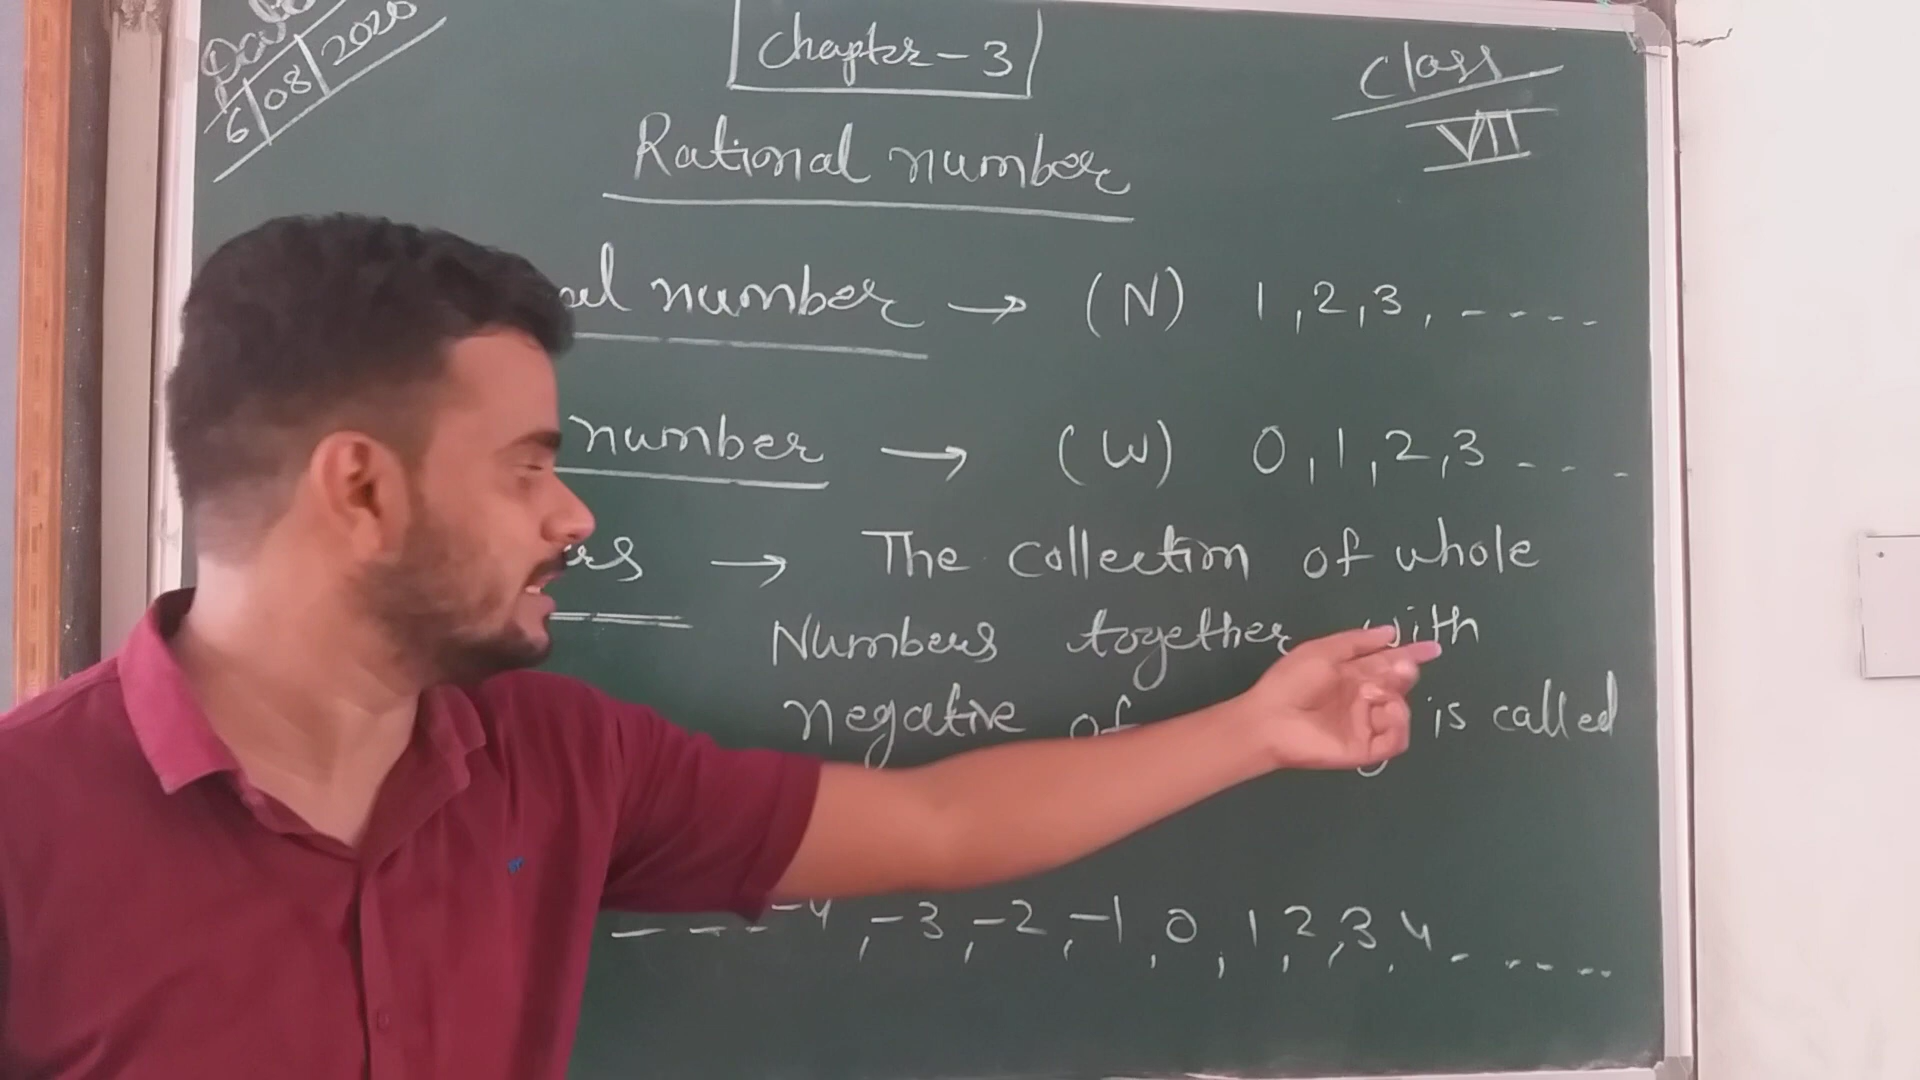 Date
6/08/2020
Chapter - 3
Class
VII
Rational number
number → (N) 1, 2, 3, - - - -
number → (W) 0, 1, 2, 3 - - -
→ The collection of whole
Numbers together with
negative of is called
- - - -4, -3, -2, -1, 0, 1, 2, 3, 4 - - - -